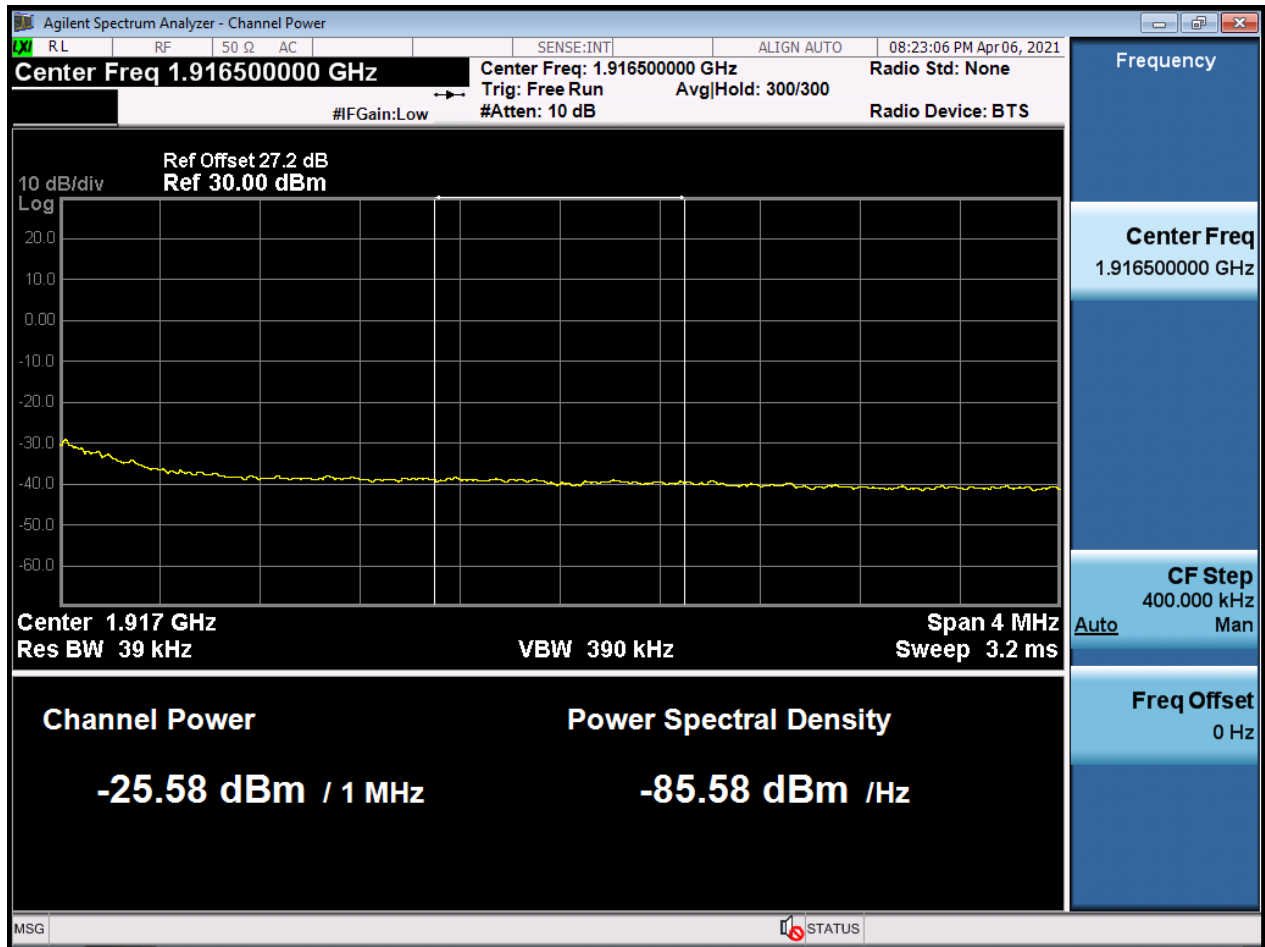 Agilent Spectrum Analyzer - Channel Power
LXI RL RF 50 Ω AC SENSE:INT ALIGN AUTO 08:23:06 PM Apr 06, 2021
Center Freq 1.916500000 GHz
#IFGain:Low
Center Freq: 1.916500000 GHz
Trig: Free Run Avg|Hold: 300/300
#Atten: 10 dB
Radio Std: None
Radio Device: BTS
Ref Offset 27.2 dB
10 dB/div Ref 30.00 dBm
Log
20.0
10.0
0.00
-10.0
-20.0
-30.0
-40.0
-50.0
-60.0
Center 1.917 GHz Span 4 MHz
Res BW 39 kHz VBW 390 kHz Sweep 3.2 ms
Channel Power Power Spectral Density
-25.58 dBm / 1 MHz -85.58 dBm /Hz
Frequency
Center Freq
1.916500000 GHz
CF Step
400.000 kHz
Auto Man
Freq Offset
0 Hz
MSG STATUS